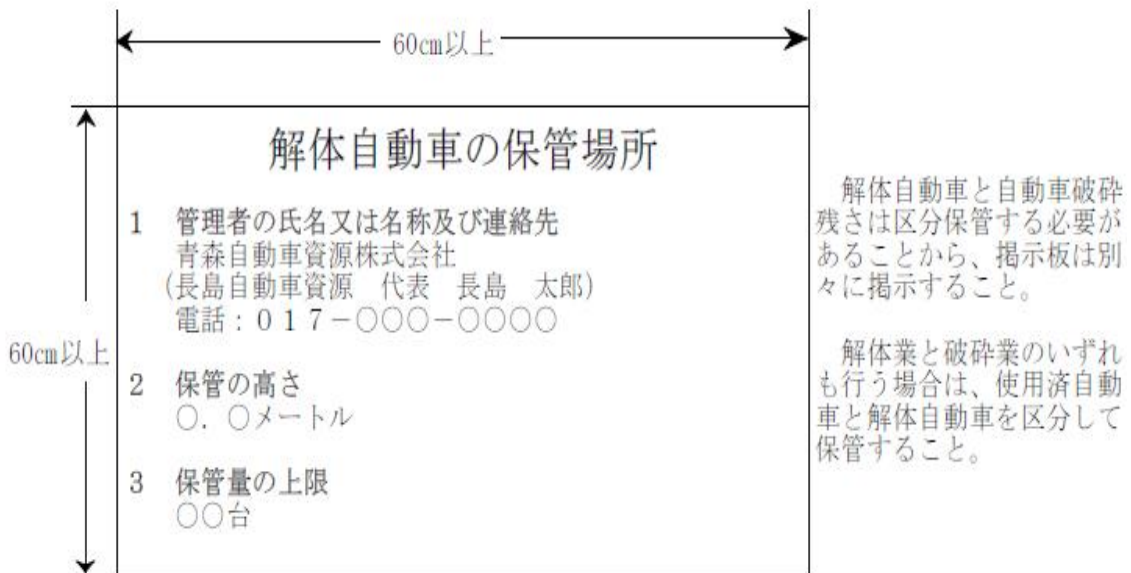 60cm以上
解体自動車の保管場所
1 管理者の氏名又は名称及び連絡先
青森自動車資源株式会社
(長島自動車資源 代表 長島 太郎)
電話:017-○○○-○○○○
60cm以上
2 保管の高さ
○.○メートル
3 保管量の上限
○○台
解体自動車と自動車破砕
残さは区分保管する必要が
あることから、掲示板は別
々に掲示すること。
解体業と破砕業のいずれ
も行う場合は、使用済自動
車と解体自動車を区分して
保管すること。